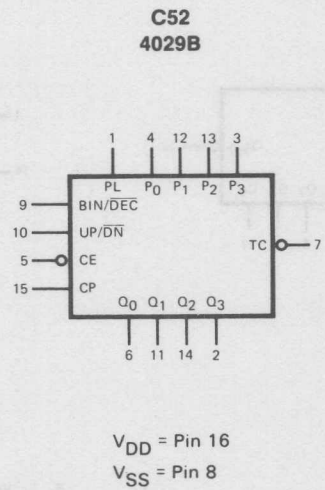 C52
4029B
1 4 12 13 3
PL P0 P1 P2 P3
9 BIN/DEC
10 UP/DN
TC 7
5 CE
15 CP
Q0 Q1 Q2 Q3
6 11 14 2
VDD = Pin 16
VSS = Pin 8